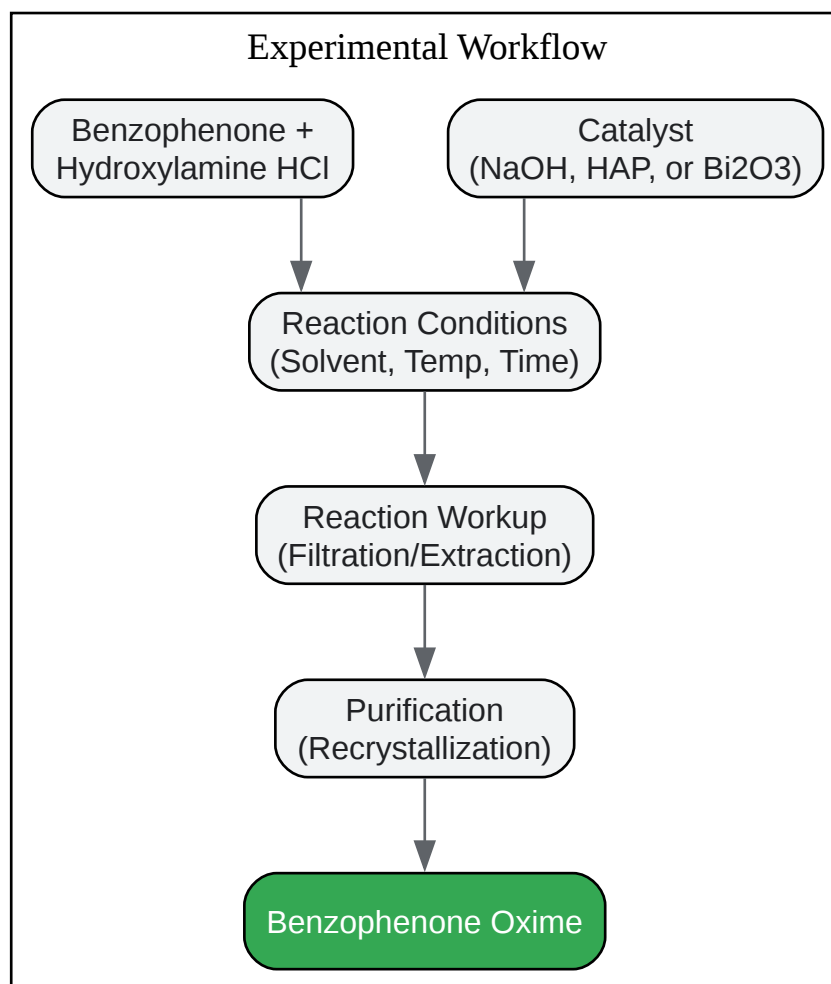 Experimental Workflow
Benzophenone +
Hydroxylamine HCl
Catalyst
(NaOH, HAP, or Bi2O3)
Reaction Conditions
(Solvent, Temp, Time)
Reaction Workup
(Filtration/Extraction)
Purification
(Recrystallization)
Benzophenone Oxime